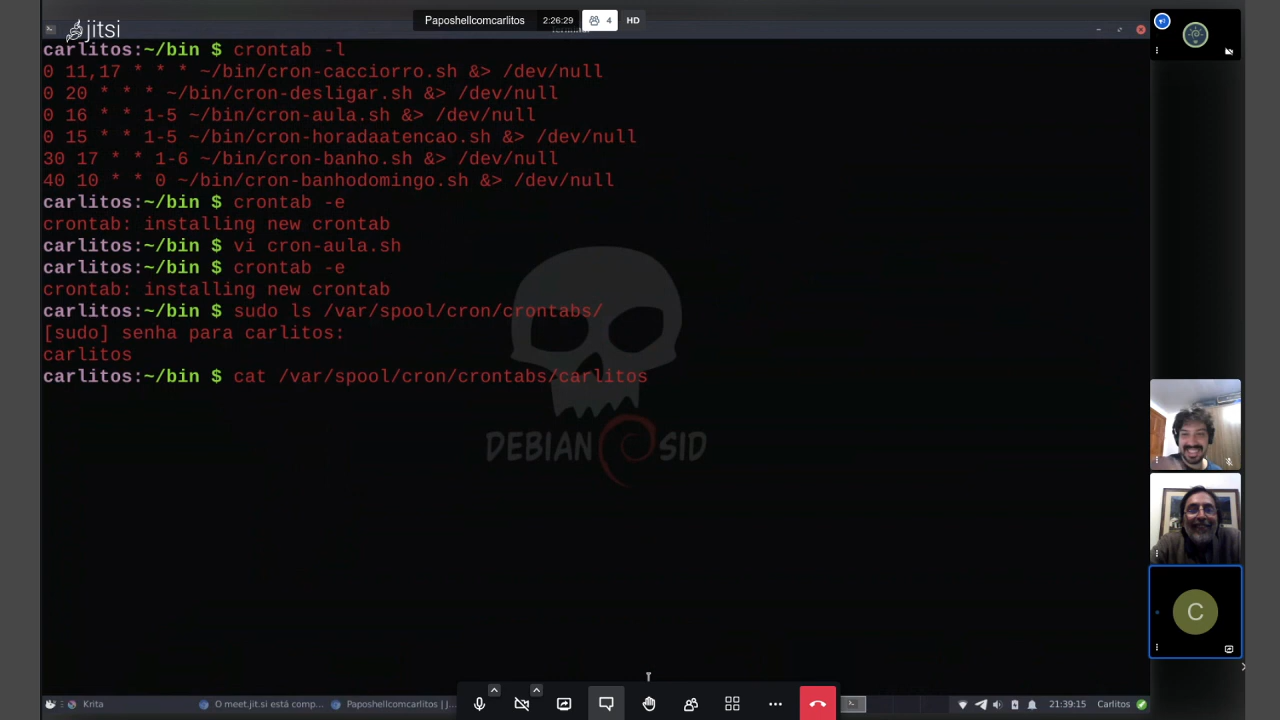 Paposhellcomcarlitos 2:26:29 4 HD
jitsi
carlitos:~/bin $ crontab -l
0 11,17 * * * ~/bin/cron-cacciorro.sh &> /dev/null
0 20 * * * ~/bin/cron-desligar.sh &> /dev/null
0 16 * * 1-5 ~/bin/cron-aula.sh &> /dev/null
0 15 * * 1-5 ~/bin/cron-horadaatencao.sh &> /dev/null
30 17 * * 1-6 ~/bin/cron-banho.sh &> /dev/null
40 10 * * 0 ~/bin/cron-banhodomingo.sh &> /dev/null
carlitos:~/bin $ crontab -e
crontab: installing new crontab
carlitos:~/bin $ vi cron-aula.sh
carlitos:~/bin $ crontab -e
crontab: installing new crontab
carlitos:~/bin $ sudo ls /var/spool/cron/crontabs/
[sudo] senha para carlitos:
carlitos
carlitos:~/bin $ cat /var/spool/cron/crontabs/carlitos
DEBIAN SID
C
Krita O meet.jit.si está comp... Paposhellcomcarlitos | J... 21:39:15 Carlitos